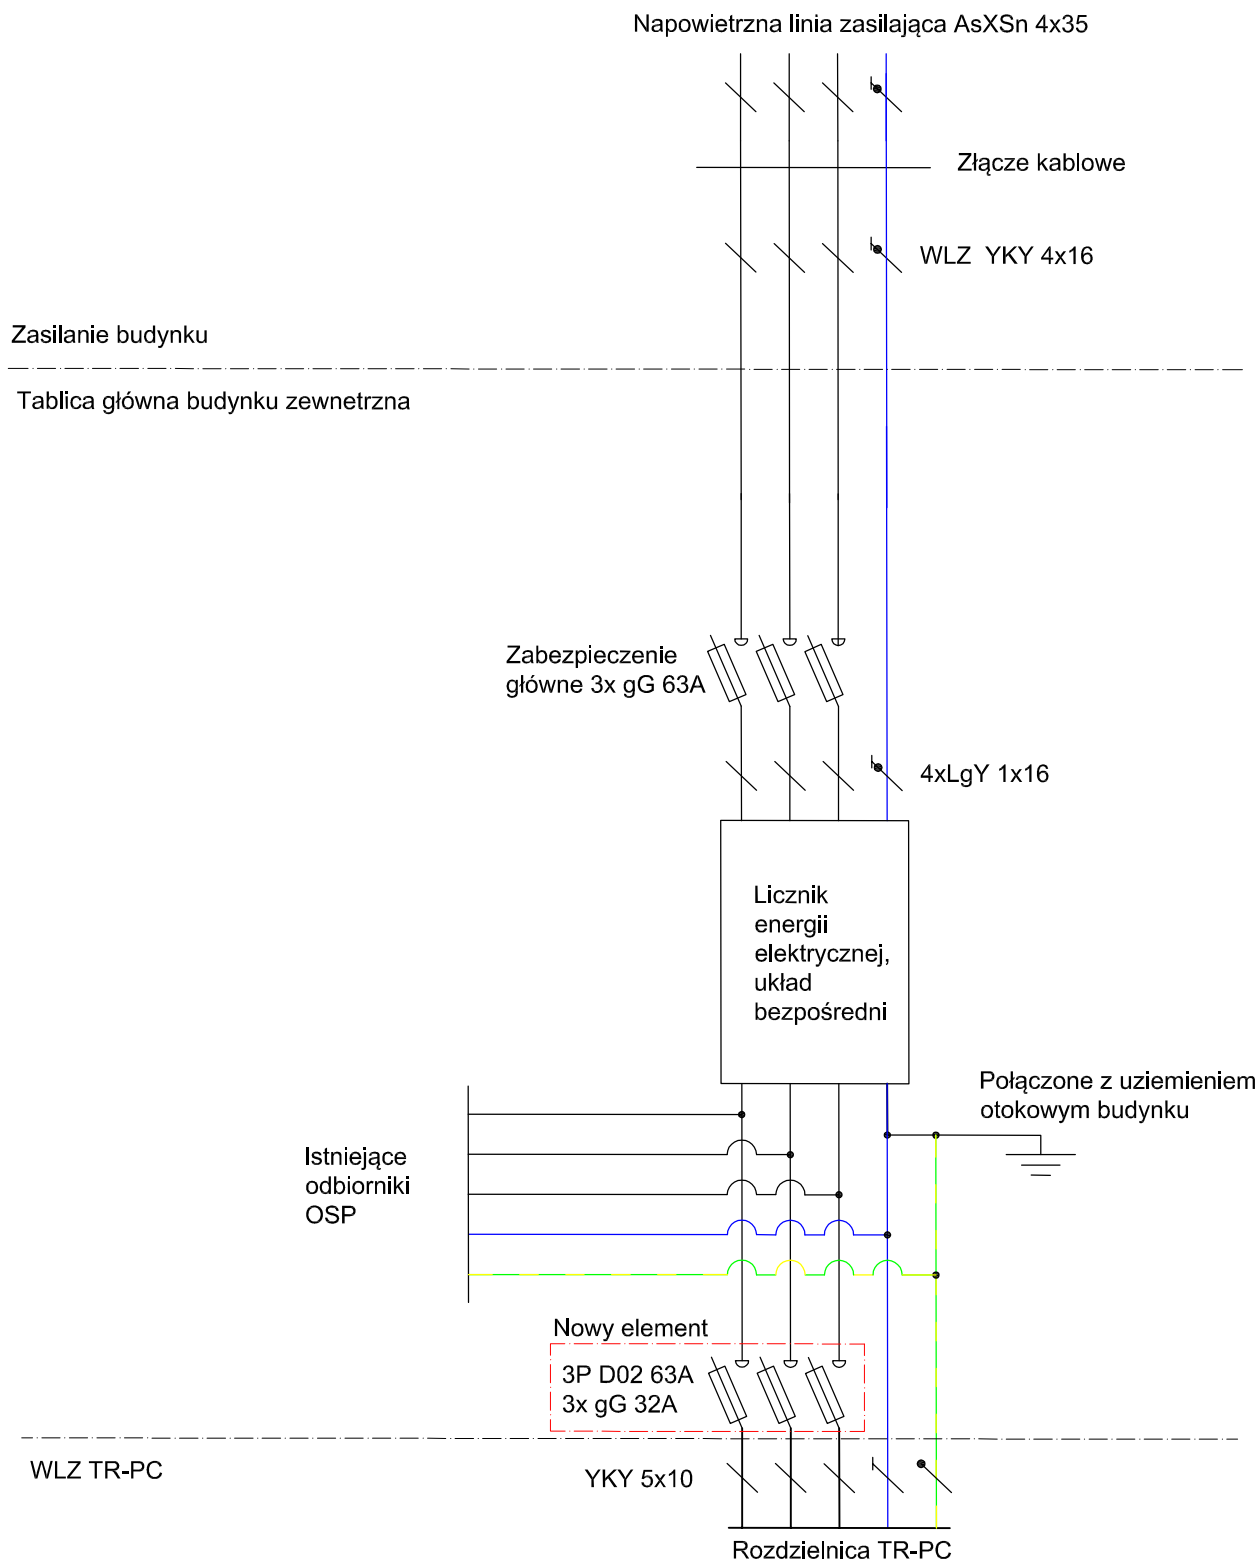 Napowietrzna linia zasilająca AsXSn 4x35
Złącze kablowe
WLZ  YKY 4x16
Zasilanie budynku
Tablica główna budynku zewnetrzna
Zabezpieczenie
główne 3x gG 63A
4xLgY 1x16
Licznik
energii
elektrycznej,
układ
bezpośredni
Połączone z uziemieniem
otokowym budynku
Istniejące
odbiorniki
OSP
Nowy element
3P D02 63A
3x gG 32A
WLZ TR-PC
YKY 5x10
Rozdzielnica TR-PC